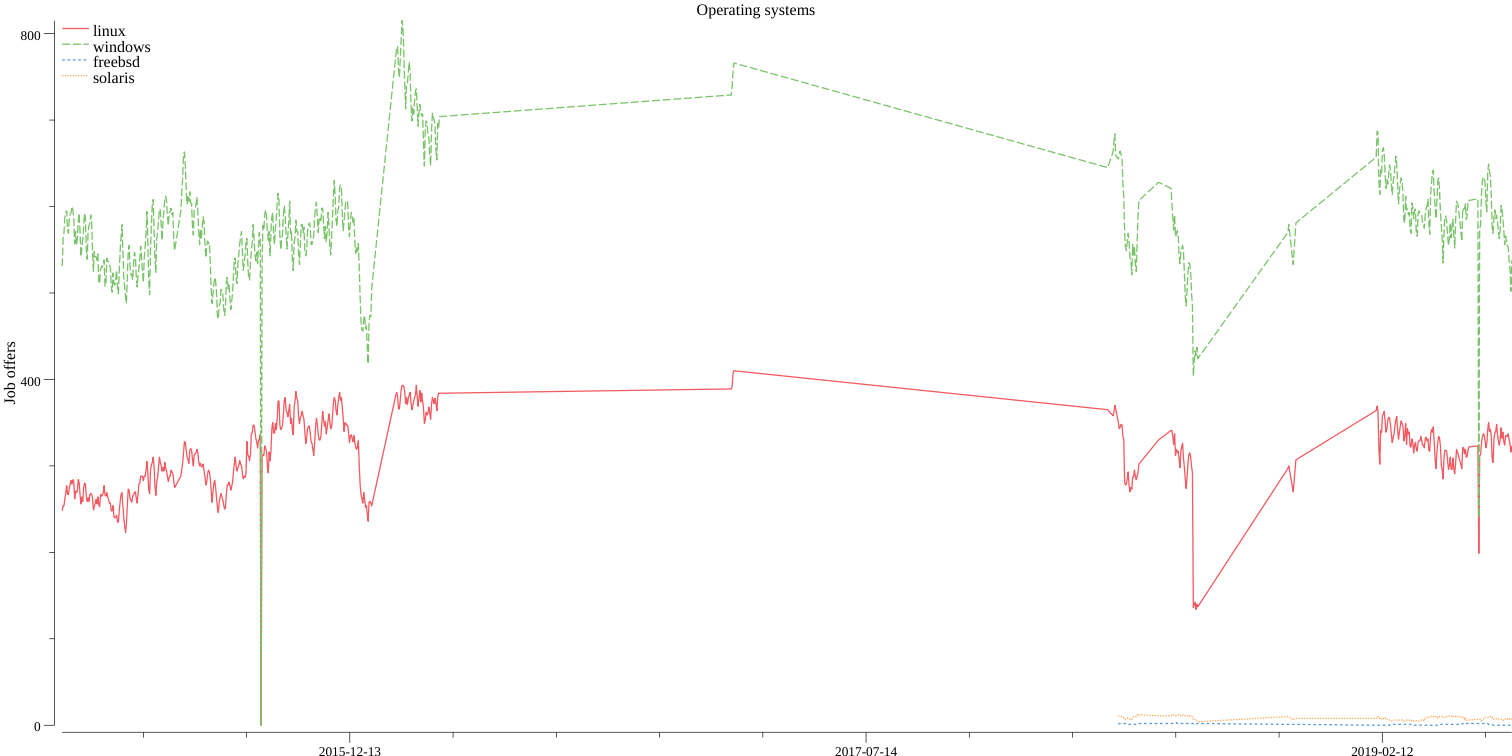 Operating systems
800
linux
windows
freebsd
solaris
Job offers
400
0
2015-12-13
2017-07-14
2019-02-12